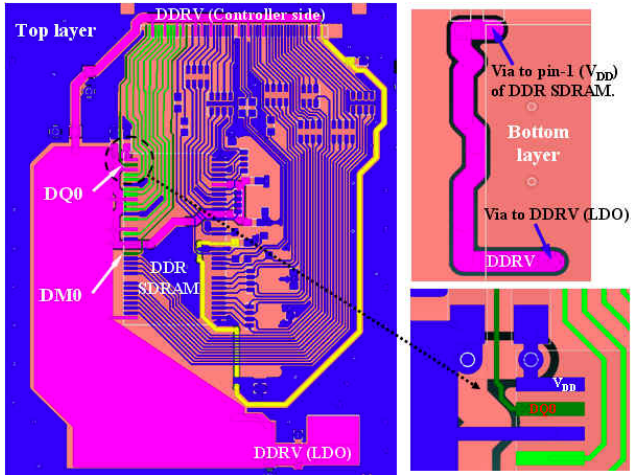 DDRV (Controller side)
Top layer
DQ0
DM0
DDR
SDRAM
DDRV (LDO)
Via to pin-1 (VDD)
of DDR SDRAM.
Bottom
layer
Via to DDRV (LDO)
DDRV
VDD
DQ0